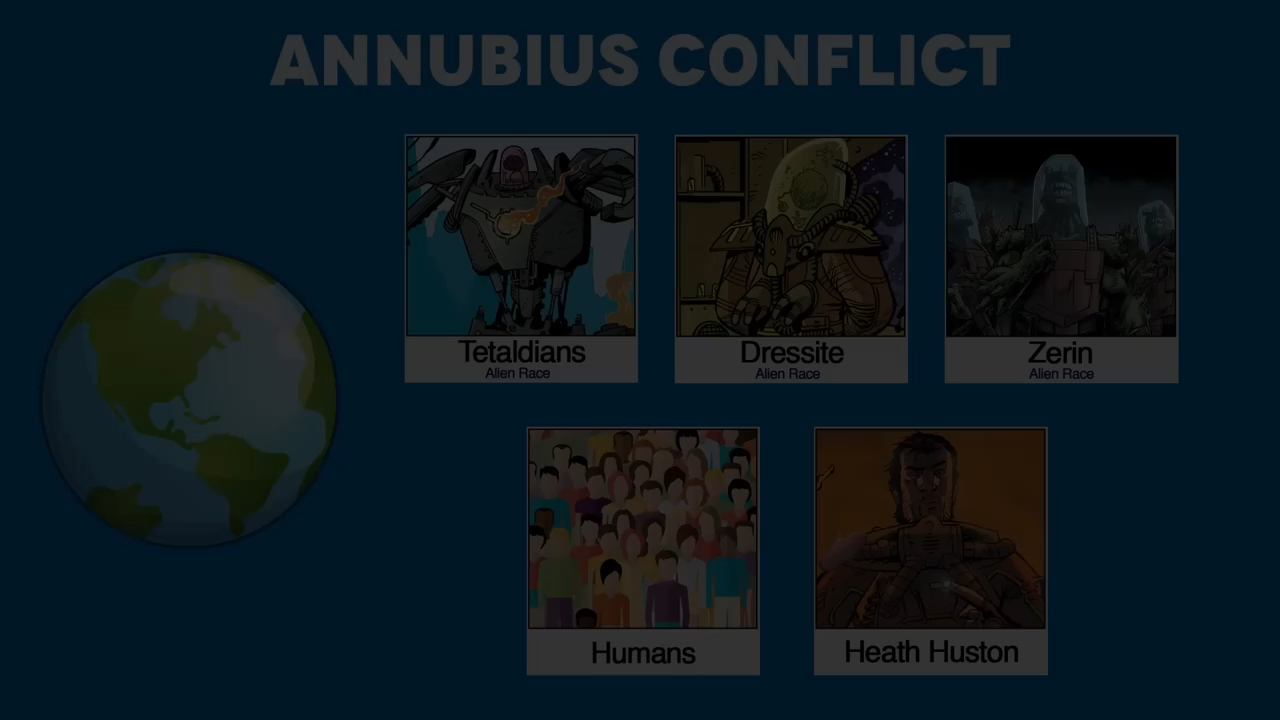 ANNUBIUS CONFLICT
Tetaldians
Alien Race
Dressite
Alien Race
Zerin
Alien Race
Humans
Heath Huston